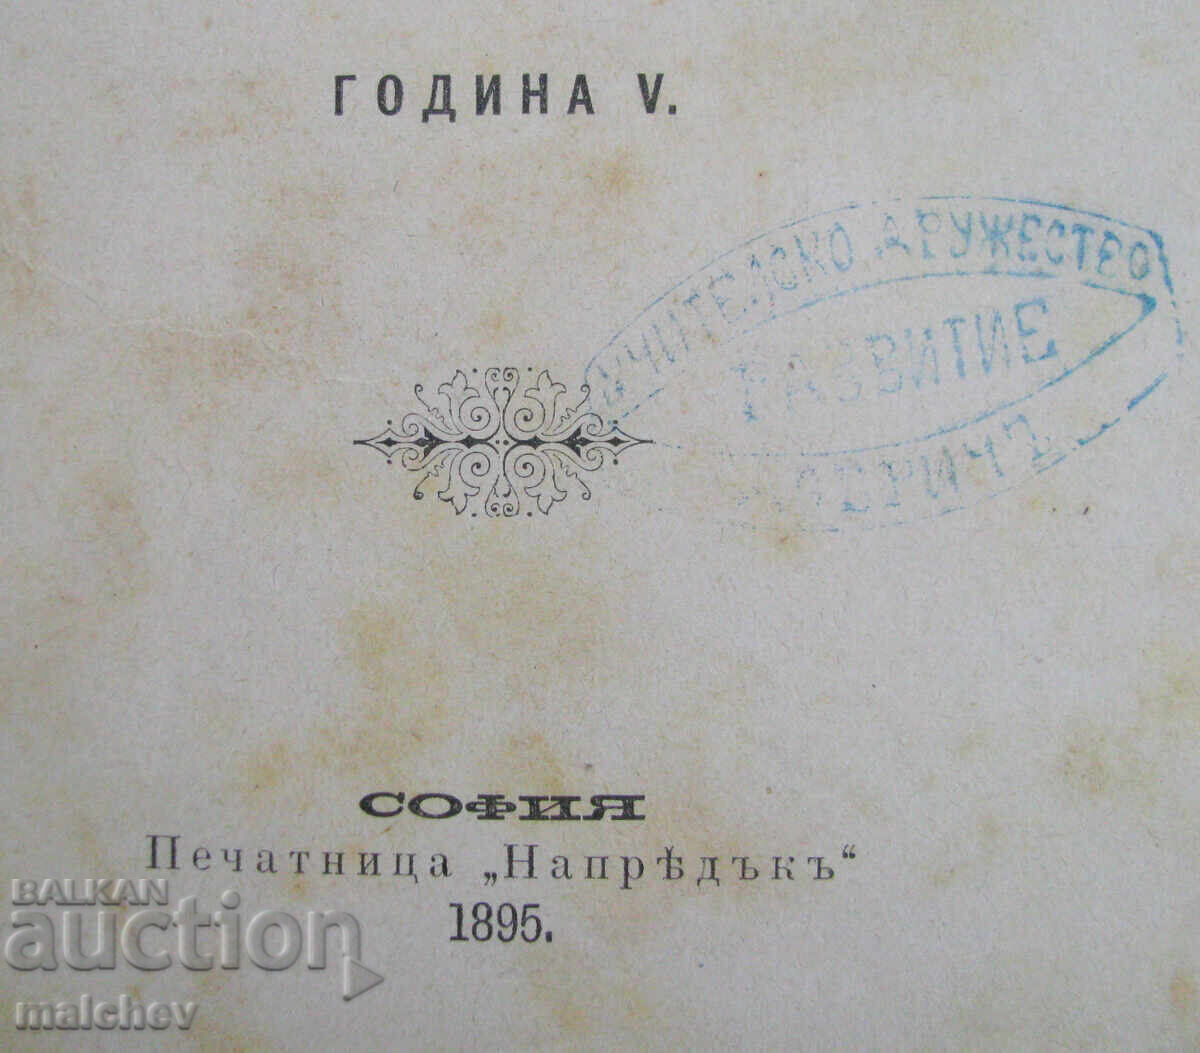 ГОДИНА V.
УЧИТЕЛСКО ДРУЖЕСТВО
РАЗВИТИЕ
СОФИЯ
Печатница „Напрѣдъкъ“
1895.
BALKAN
auction
malchev